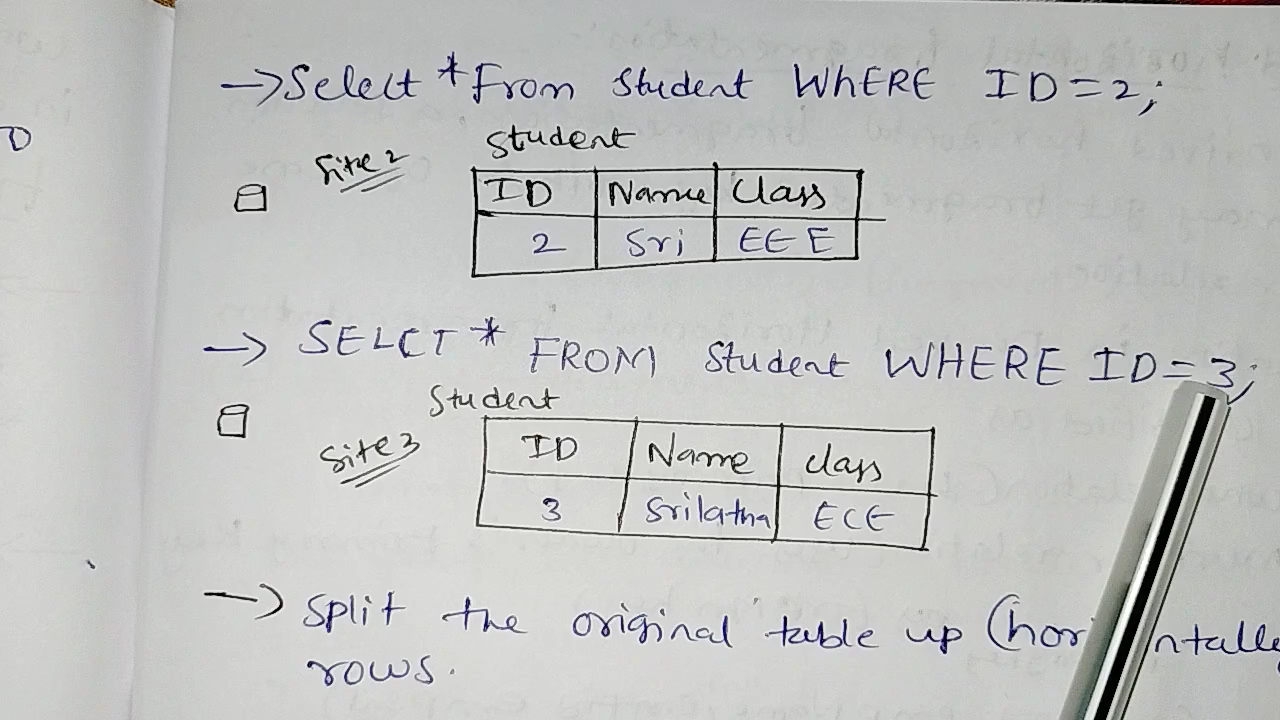 →Select * From Student WHERE ID=2;
Student
Site 2
ID Name Class
2 Sri EEE
→ SELCT * FROM Student WHERE ID=3;
Student
Site 3
ID Name class
3 Srilatha ECE
→ Split the original table up
rows.